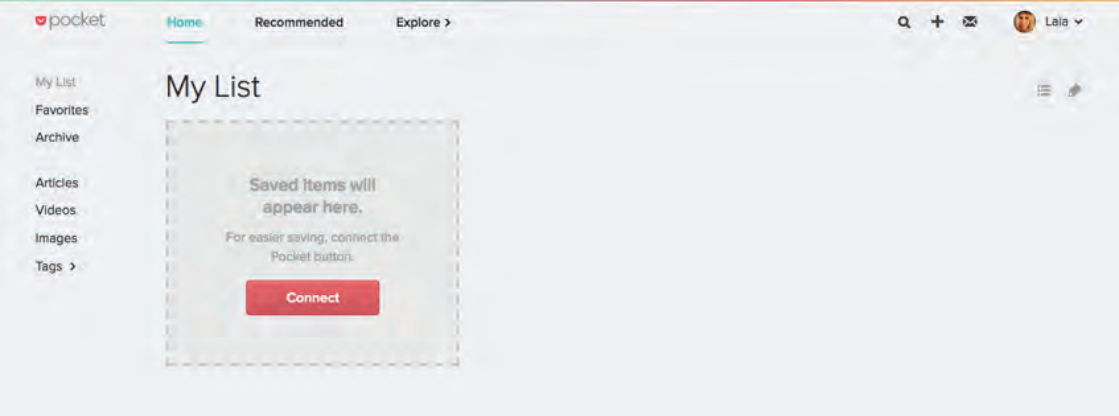 pocket
Home Recommended Explore >
Lala
My List
Favorites
Archive
Articles
Videos
Images
Tags >
My List
Saved items will
appear here.
For easier saving, connect the
Pocket button.
Connect